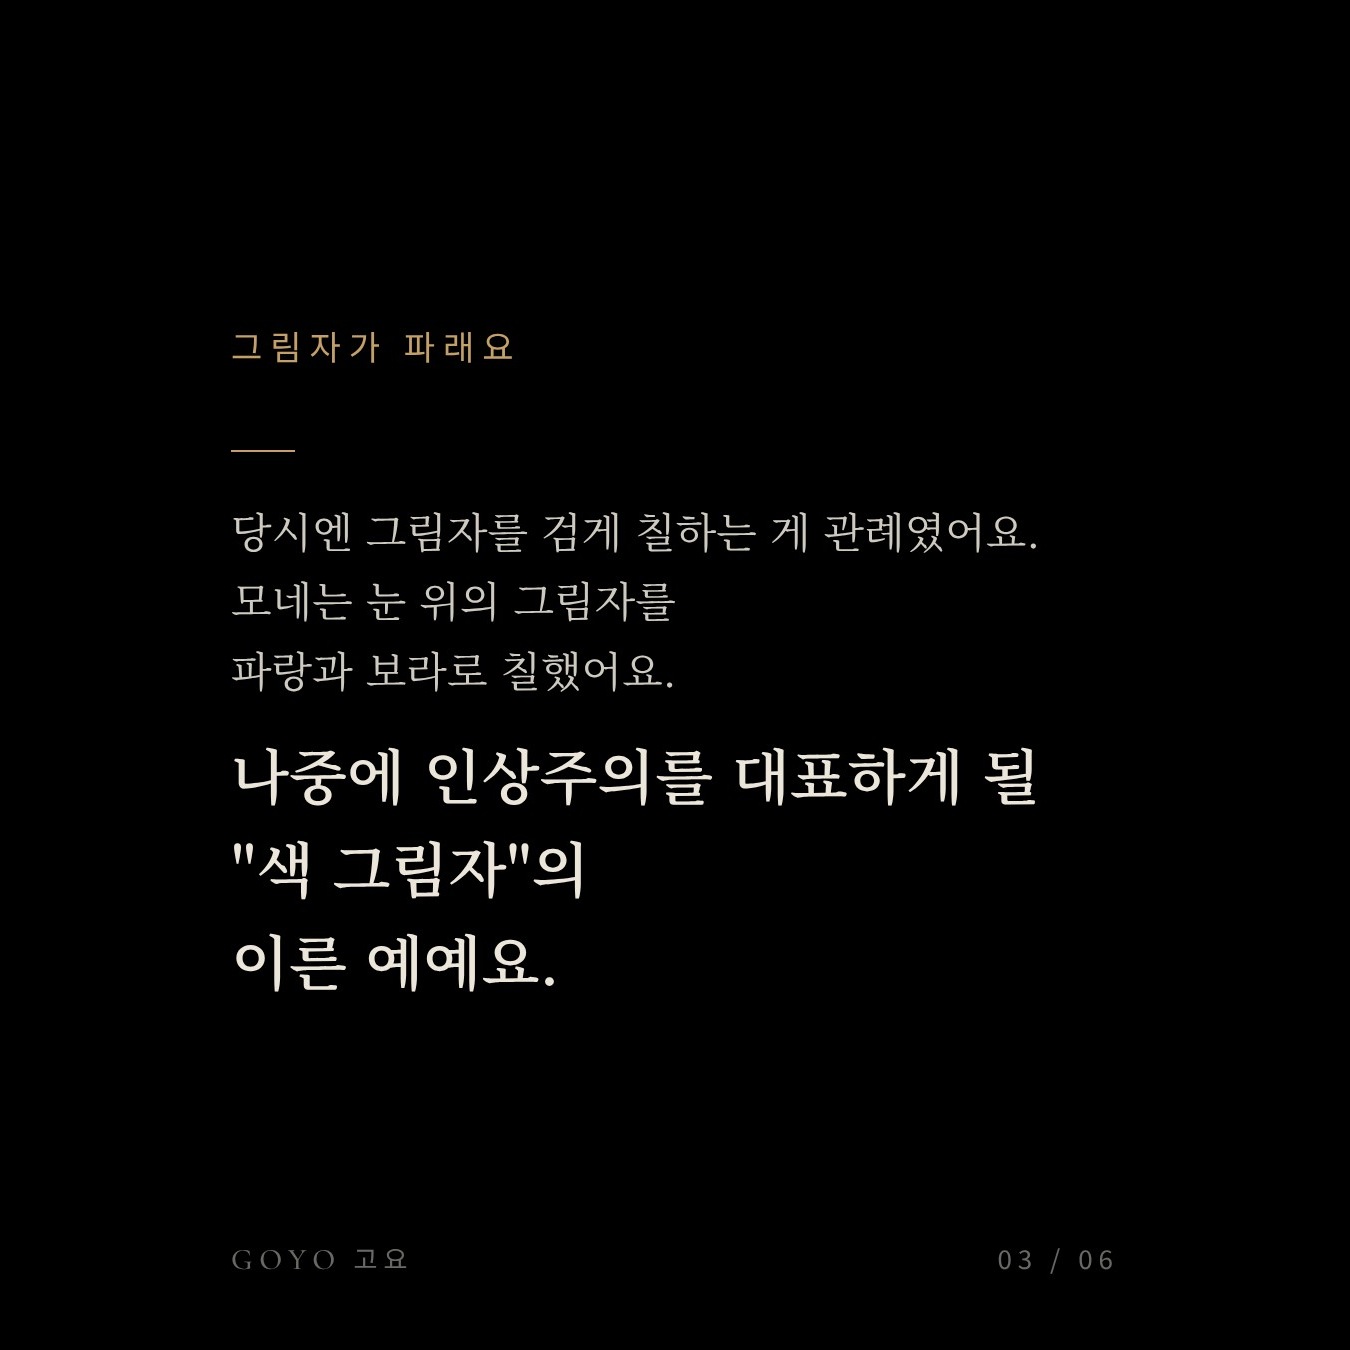 그림자가 파래요
당시엔 그림자를 검게 칠하는 게 관례였어요.
모네는 눈 위의 그림자를
파랑과 보라로 칠했어요.
나중에 인상주의를 대표하게 될
"색 그림자"의
이른 예예요.
GOYO 고요
03 / 06